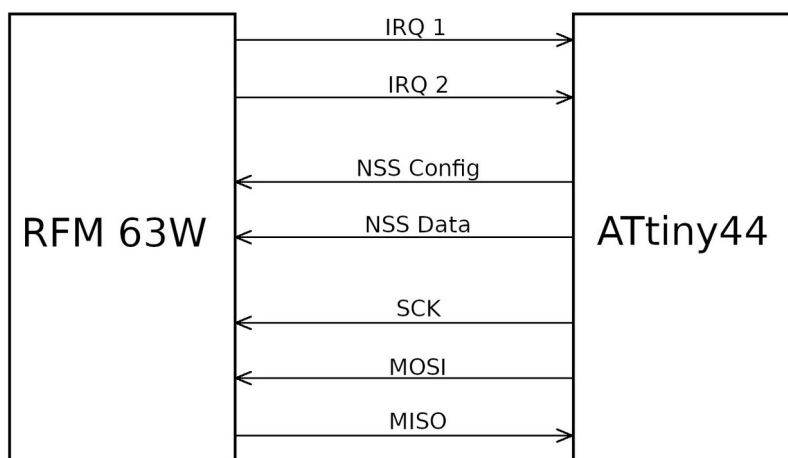 IRQ 1
IRQ 2
NSS Config
RFM 63W
NSS Data
ATtiny44
SCK
MOSI
MISO